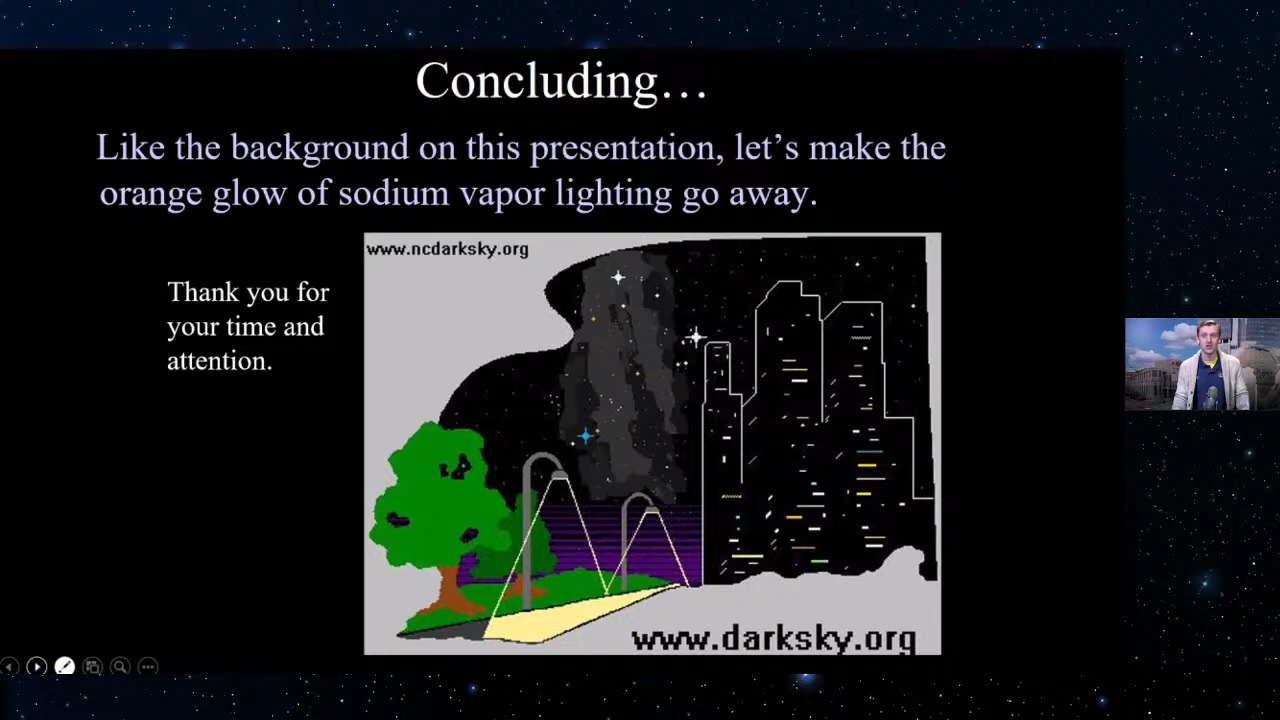 Concluding…
Like the background on this presentation, let’s make the
orange glow of sodium vapor lighting go away.
www.ncdarksky.org
Thank you for
your time and
attention.
www.darksky.org